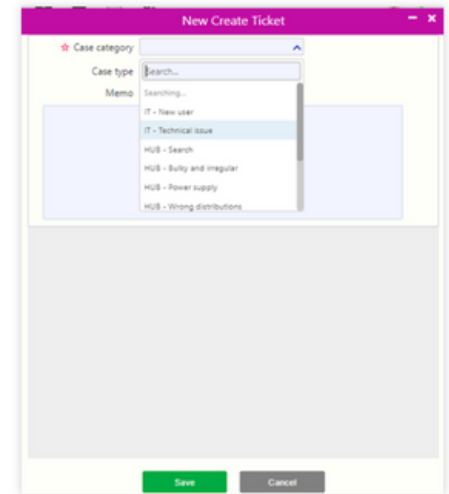 New Create Ticket
Case category
Case type
Search...
Memo
Searching...
IT - New user
IT - Technical issue
HUB - Search
HUB - Bulky and irregular
HUB - Power supply
HUB - Wrong distributions
Save
Cancel